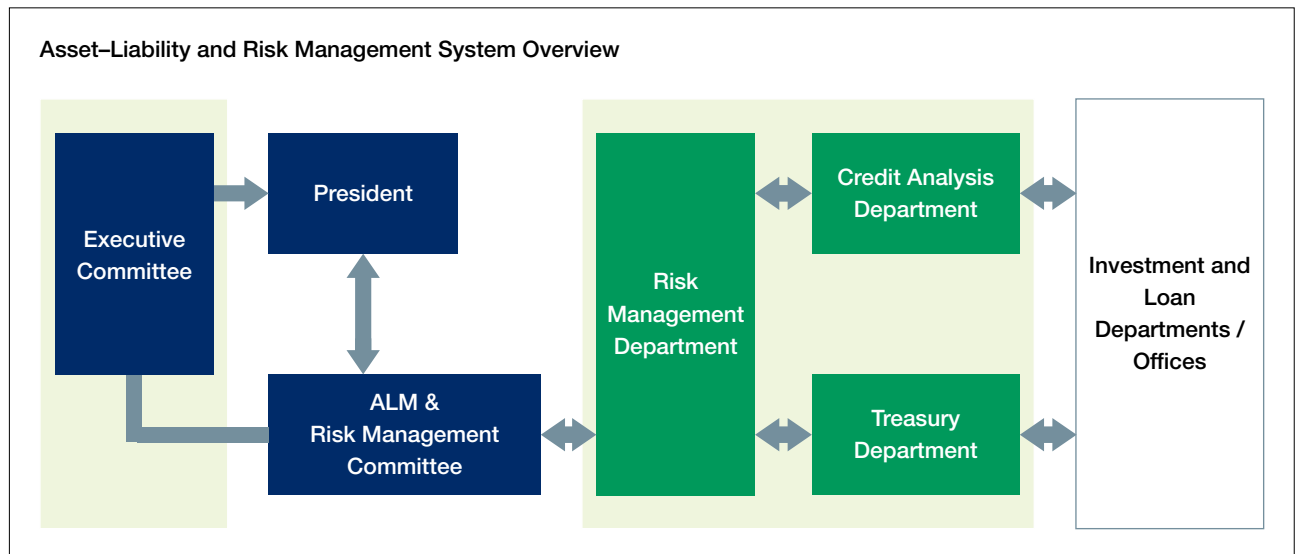 Asset–Liability and Risk Management System Overview
Executive
Committee
President
ALM &
Risk Management
Committee
Risk
Management
Department
Credit Analysis
Department
Treasury
Department
Investment and
Loan
Departments /
Offices